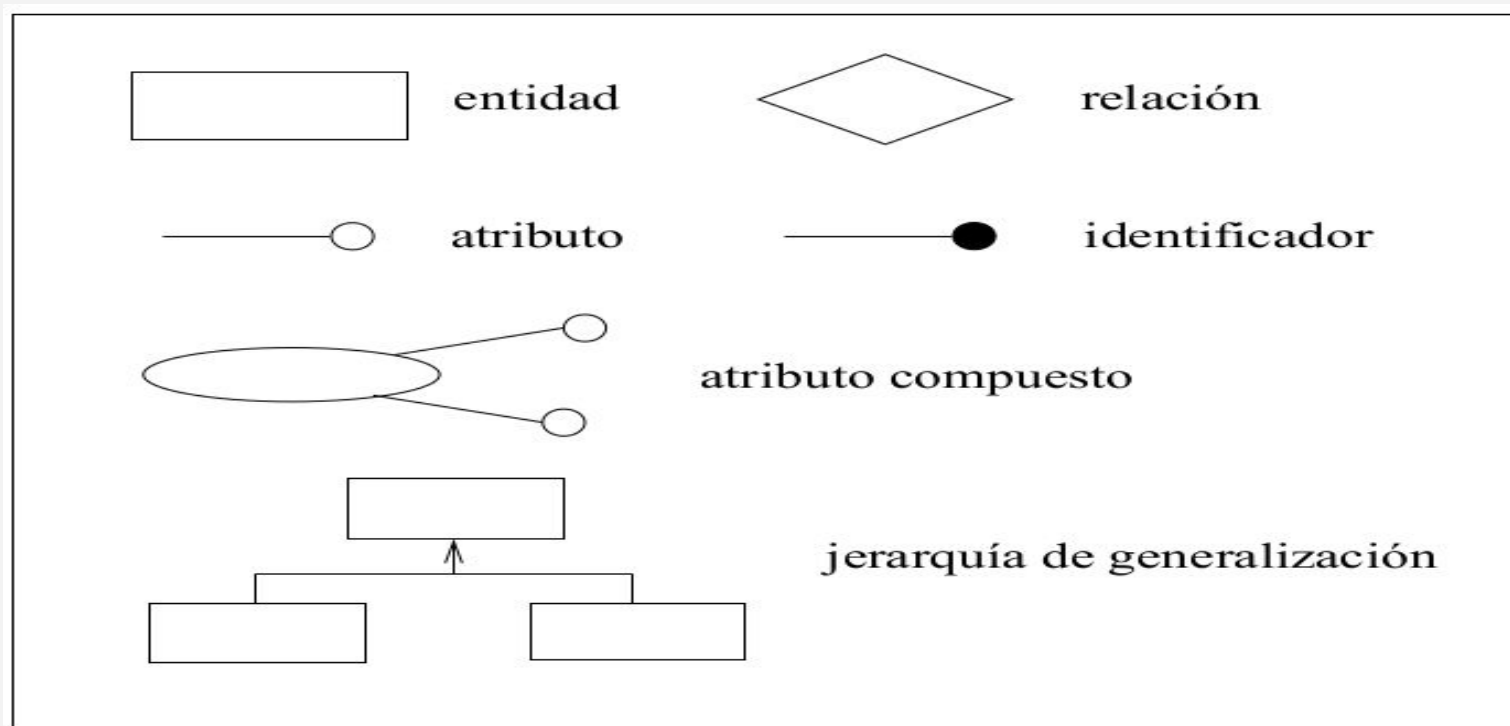 entidad
relación
atributo
identificador
atributo compuesto
jerarquía de generalización